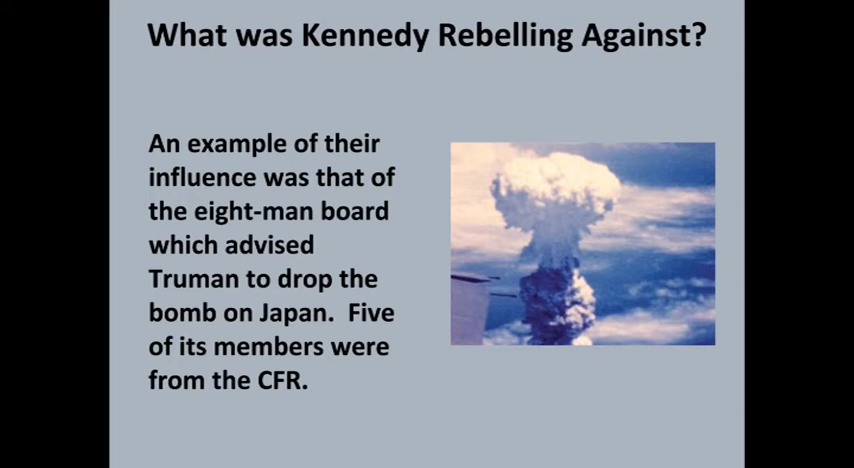 What was Kennedy Rebelling Against?
An example of their
influence was that of
the eight-man board
which advised
Truman to drop the
bomb on Japan.  Five
of its members were
from the CFR.